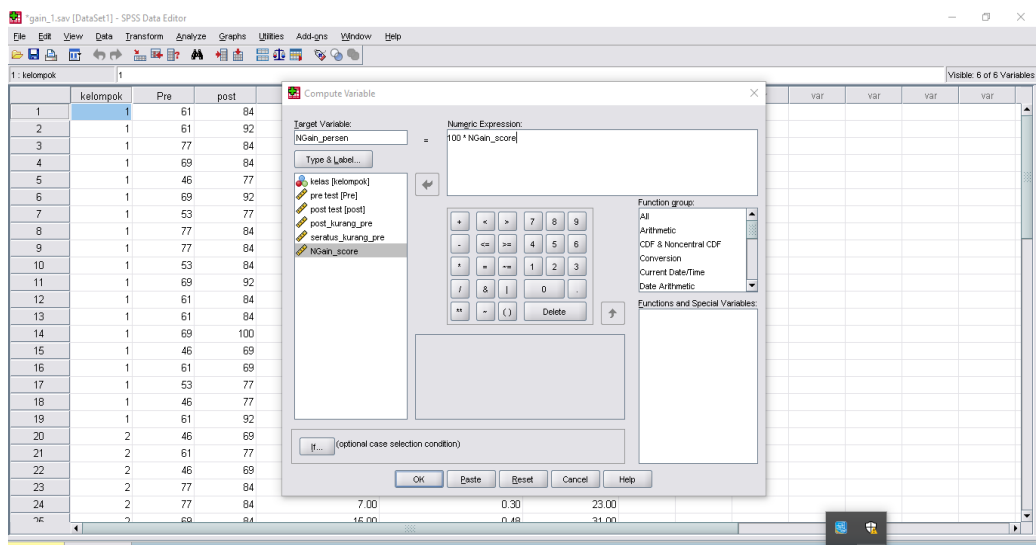 *gain_1.sav [DataSet1] - SPSS Data Editor
File Edit View Data Transform Analyze Graphs Utilities Add-ons Window Help
1 : kelompok 1 Visible: 6 of 6 Variables
kelompok Pre post var var var var
1 1 61 84
2 1 61 92
3 1 77 84
4 1 69 84
5 1 46 77
6 1 69 92
7 1 53 77
8 1 77 84
9 1 77 84
10 1 53 84
11 1 69 92
12 1 61 84
13 1 61 84
14 1 69 100
15 1 46 69
16 1 61 69
17 1 53 77
18 1 46 77
19 1 61 92
20 2 46 69
21 2 61 77
22 2 46 69
23 2 77 84
24 2 77 84 7.00 0.30 23.00
25 2 69 84 15.00 0.48 31.00
Compute Variable
Target Variable:
NGain_persen
=
Numeric Expression:
100 * NGain_score
Type & Label...
kelas [kelompok]
pre test [Pre]
post test [post]
post_kurang_pre
seratus_kurang_pre
NGain_score
+ < > 7 8 9
- <= >= 4 5 6
* = ~= 1 2 3
/ & | 0 .
** ~ ( ) Delete
Function group:
All
Arithmetic
CDF & Noncentral CDF
Conversion
Current Date/Time
Date Arithmetic
Functions and Special Variables:
If... (optional case selection condition)
OK Paste Reset Cancel Help